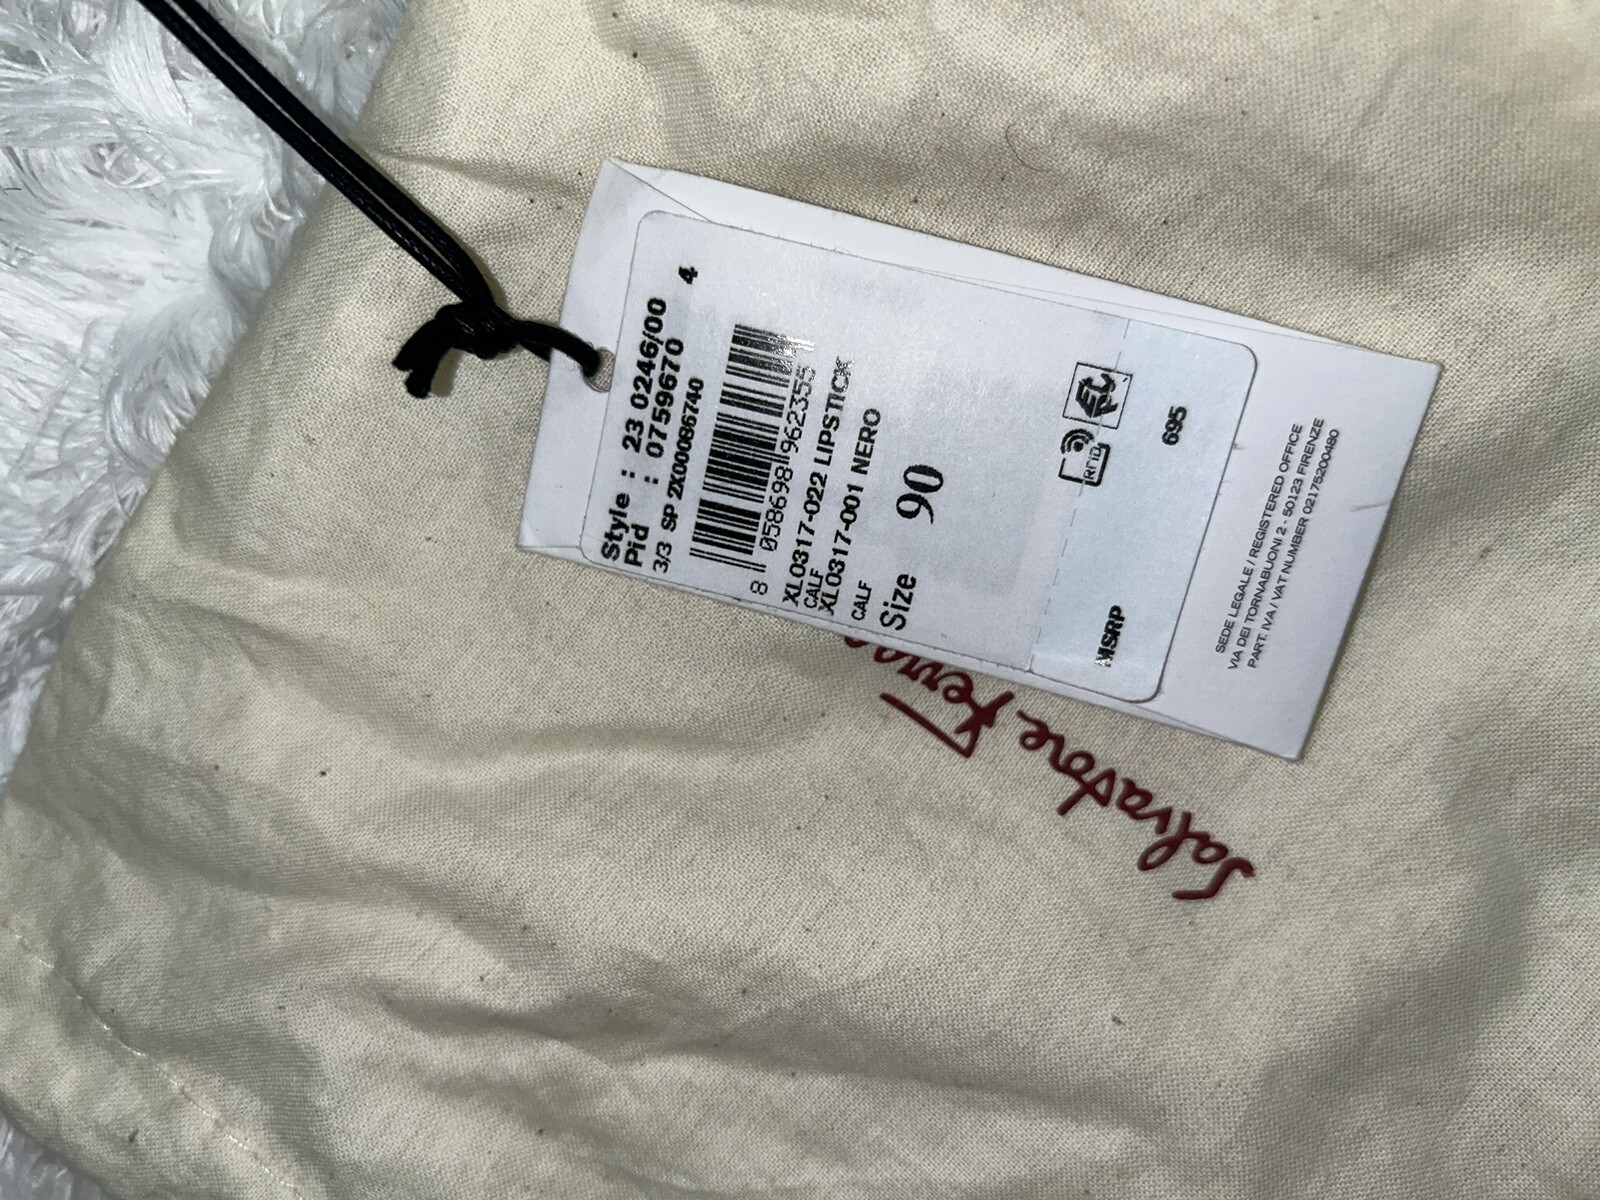 Style : 23 0246/00 4
Pid : 0759670
3/3 SP 2X00086740
8 058698 962355
XL0317-022 LIPSTICK
CALF
XL0317-001 NERO
CALF
Size 90
RFID
EPC
MSRP 695
SEDE LEGALE / REGISTERED OFFICE
VIA DEI TORNABUONI 2 - 50123 FIRENZE
PART. IVA / VAT NUMBER 02175200480
Salvatore Ferra